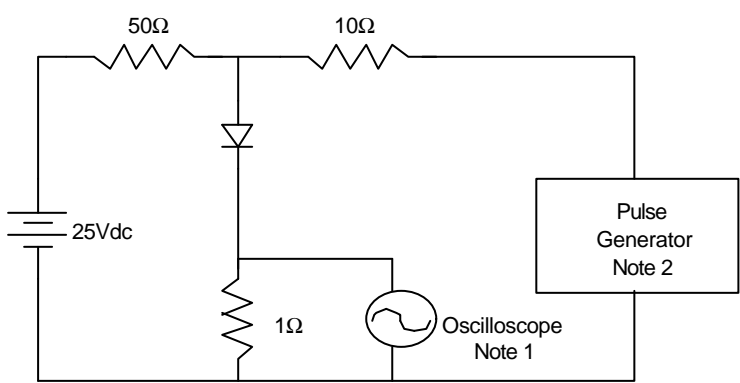 50Ω
10Ω
25Vdc
Pulse
Generator
Note 2
1Ω
Oscilloscope
Note 1